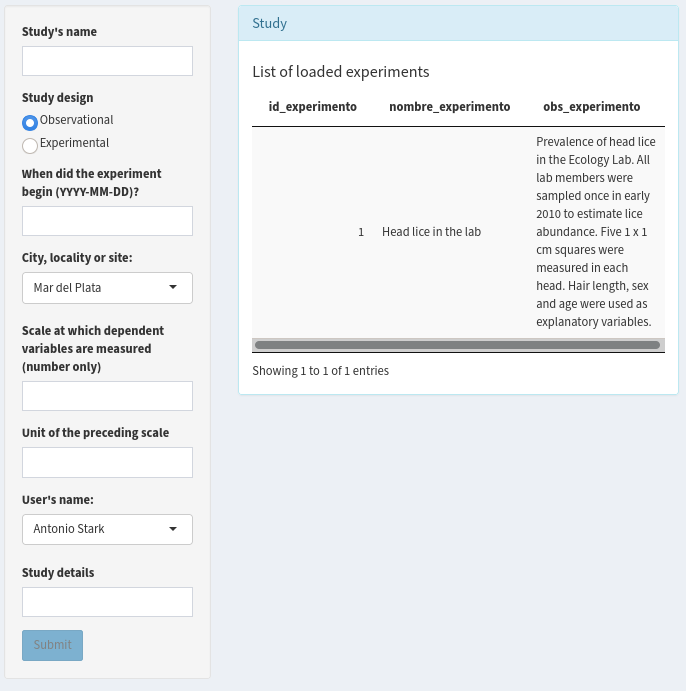 Study's name
Study design
Observational
Experimental
When did the experiment
begin (YYYY-MM-DD)?
City, locality or site:
Mar del Plata
Scale at which dependent
variables are measured
(number only)
Unit of the preceding scale
User's name:
Antonio Stark
Study details
Submit
Study
List of loaded experiments
id_experimento nombre_experimento obs_experimento
1 Head lice in the lab
Prevalence of head lice
in the Ecology Lab. All
lab members were
sampled once in early
2010 to estimate lice
abundance. Five 1 x 1
cm squares were
measured in each
head. Hair length, sex
and age were used as
explanatory variables.
Showing 1 to 1 of 1 entries